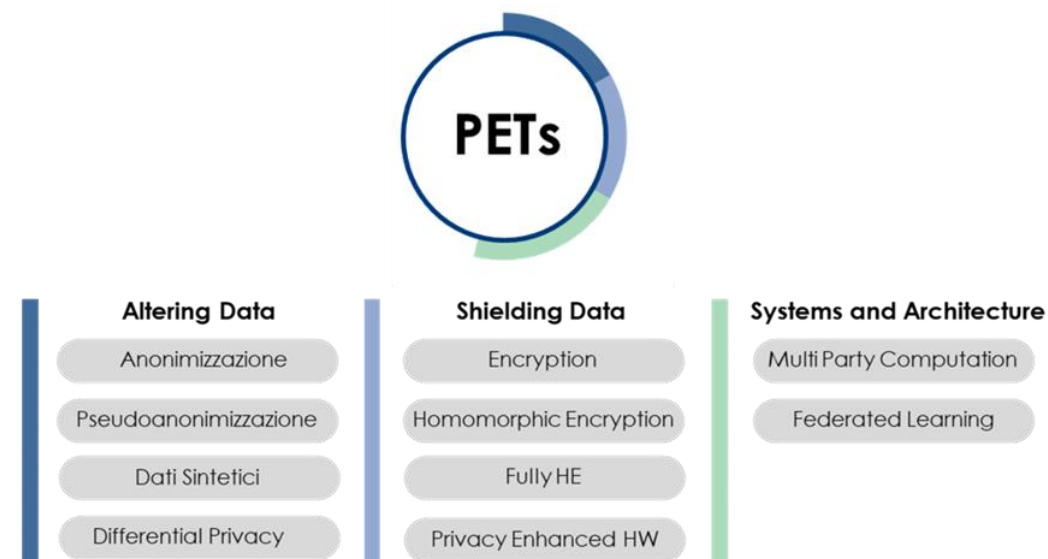 PETs
Altering Data
Anonimizzazione
Pseudoanonimizzazione
Dati Sintetici
Differential Privacy
Shielding Data
Encryption
Homomorphic Encryption
Fully HE
Privacy Enhanced HW
Systems and Architecture
Multi Party Computation
Federated Learning